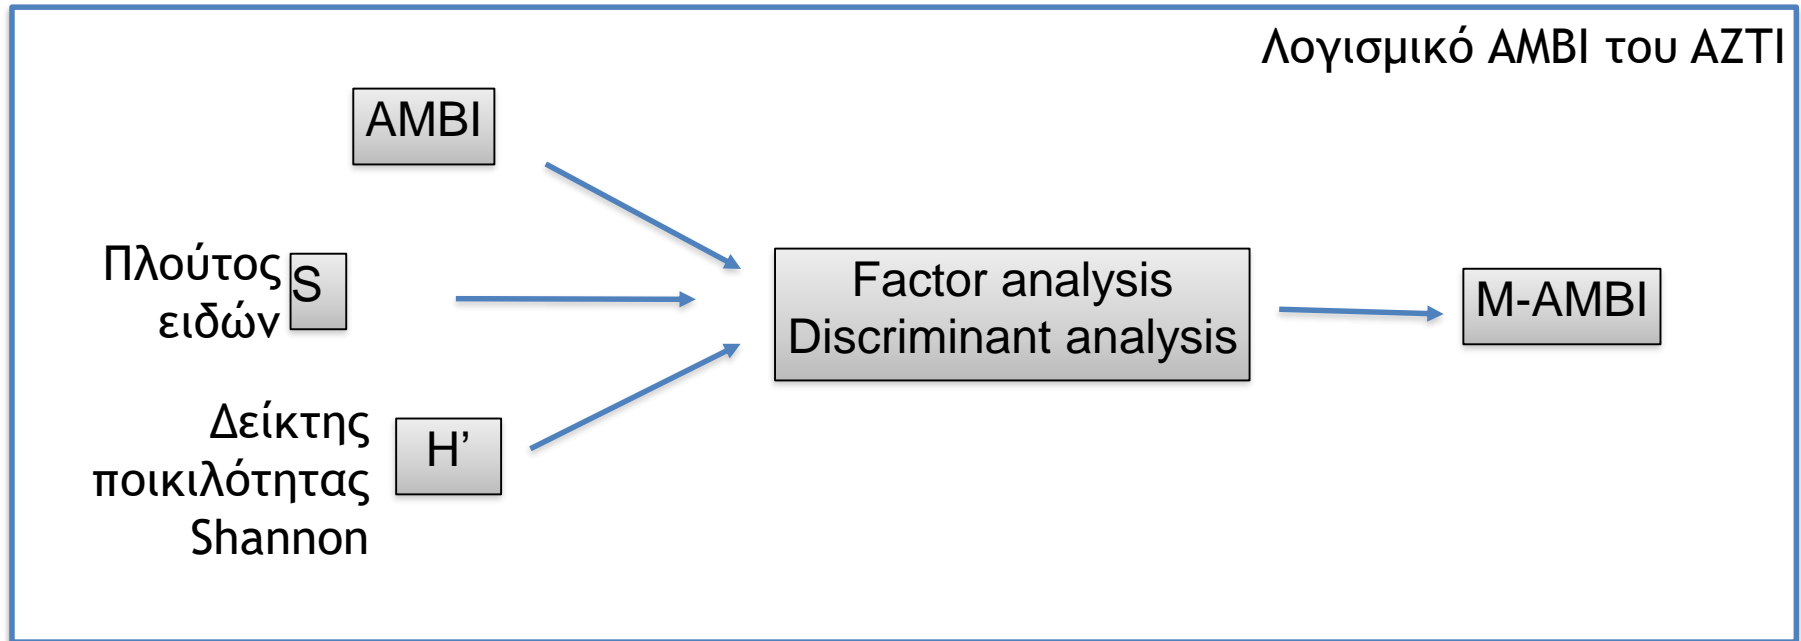 Λογισμικό AMBI του AZTI
AMBI
Πλούτος
ειδών
S
Factor analysis
Discriminant analysis
M-AMBI
Δείκτης
ποικιλότητας
Shannon
H’